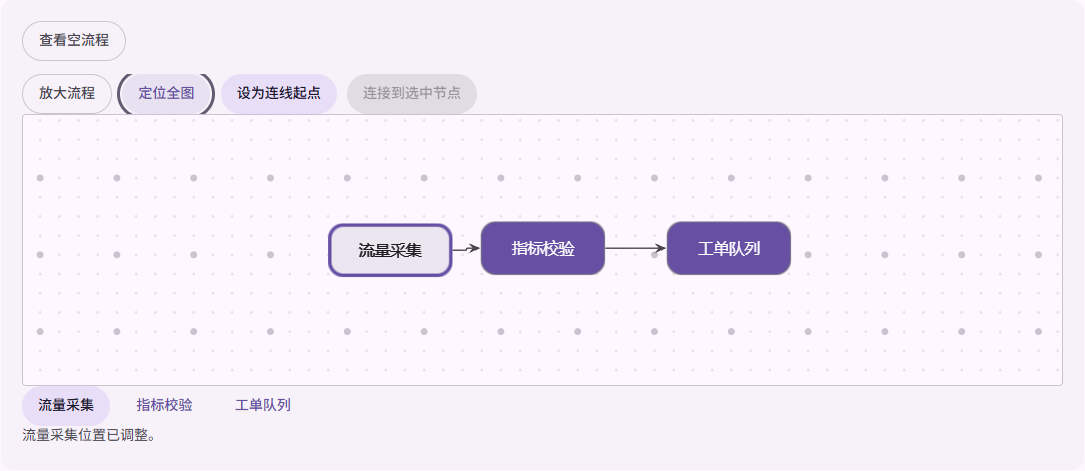 查看空流程
放大流程 定位全图 设为连线起点 连接到选中节点
流量采集 指标校验 工单队列
流量采集 指标校验 工单队列
流量采集位置已调整。